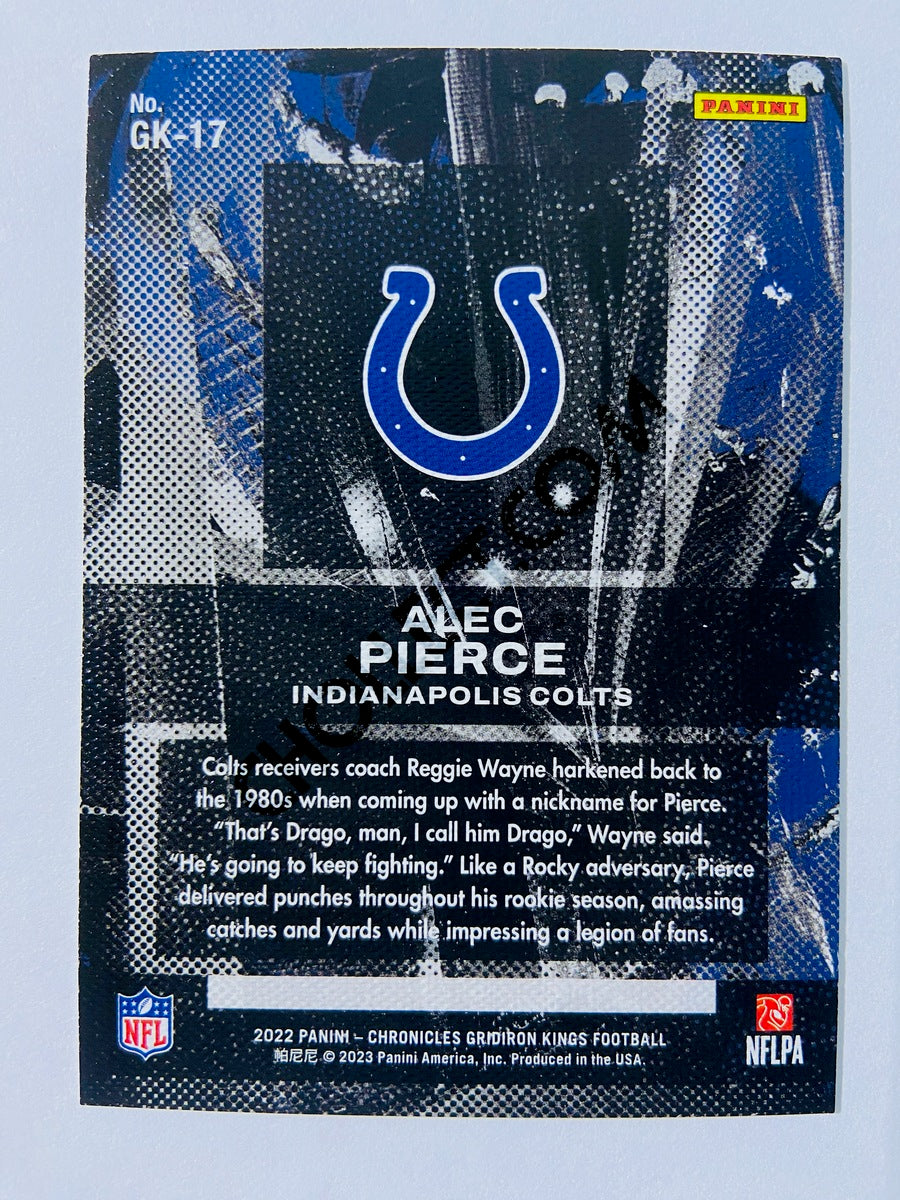 No.
GK-17
PANINI
ALEC
PIERCE
INDIANAPOLIS COLTS
Colts receivers coach Reggie Wayne harkened back to
the 1980s when coming up with a nickname for Pierce.
“That’s Drago, man, I call him Drago,” Wayne said.
“He’s going to keep fighting.” Like a Rocky adversary, Pierce
delivered punches throughout his rookie season, amassing
catches and yards while impressing a legion of fans.
NFL
2022 PANINI – CHRONICLES GRIDIRON KINGS FOOTBALL
帕尼尼 © 2023 Panini America, Inc. Produced in the USA.
NFLPA